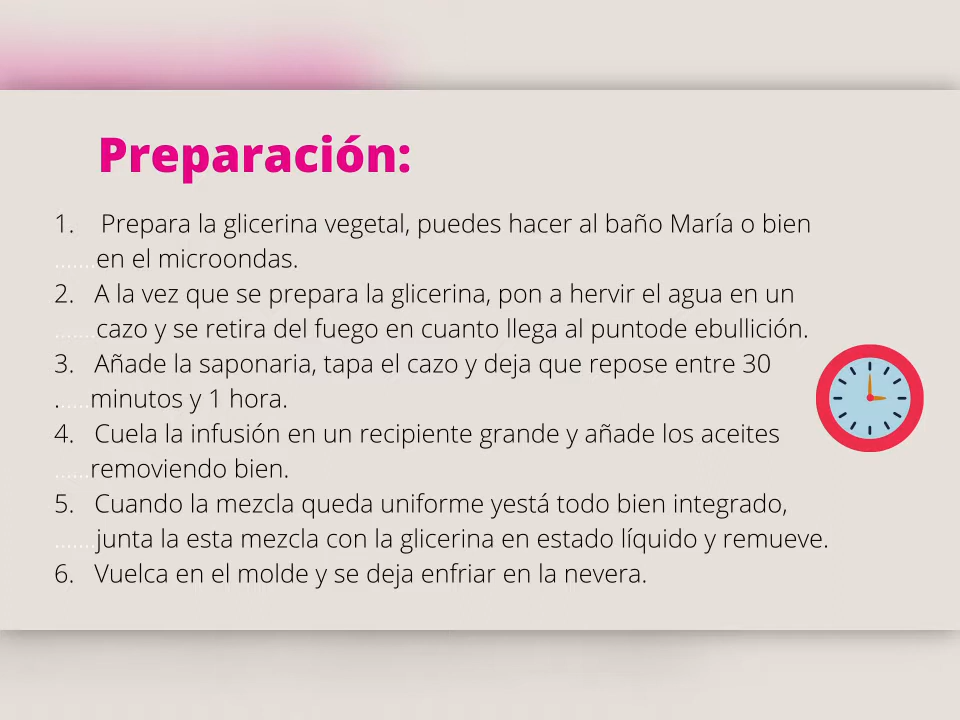 Preparación:
1. Prepara la glicerina vegetal, puedes hacer al baño María o bien
.......en el microondas.
2. A la vez que se prepara la glicerina, pon a hervir el agua en un
.......cazo y se retira del fuego en cuanto llega al puntode ebullición.
3. Añade la saponaria, tapa el cazo y deja que repose entre 30
......minutos y 1 hora.
4. Cuela la infusión en un recipiente grande y añade los aceites
......removiendo bien.
5. Cuando la mezcla queda uniforme yestá todo bien integrado,
.......junta la esta mezcla con la glicerina en estado líquido y remueve.
6. Vuelca en el molde y se deja enfriar en la nevera.